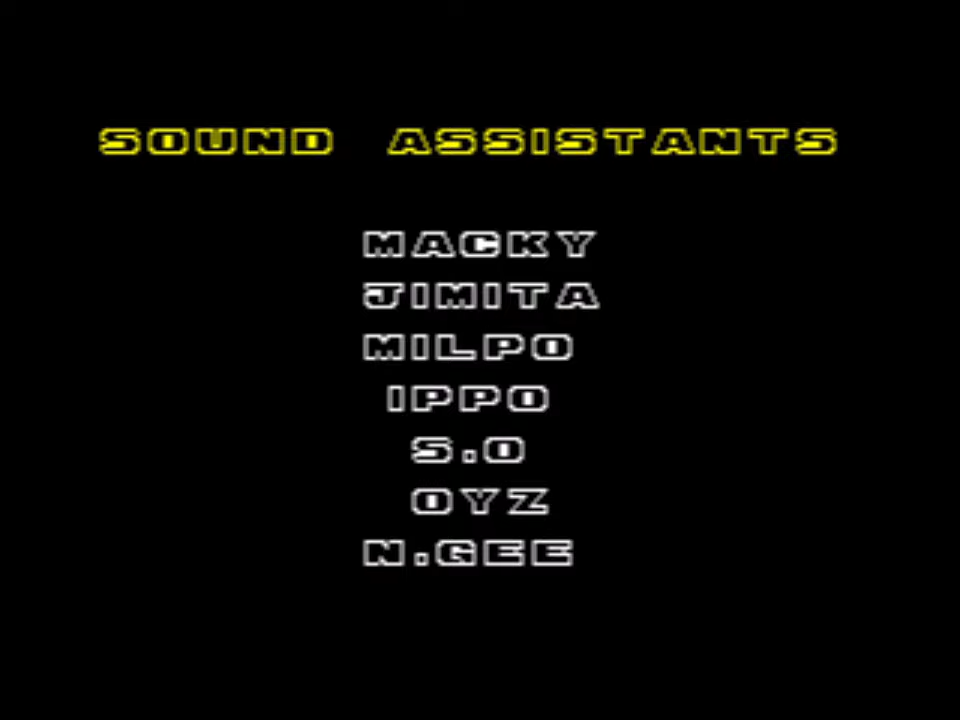 SOUND ASSISTANTS
MACKY
JIMITA
MILPO
IPPO
S.O
OYZ
N.GEE